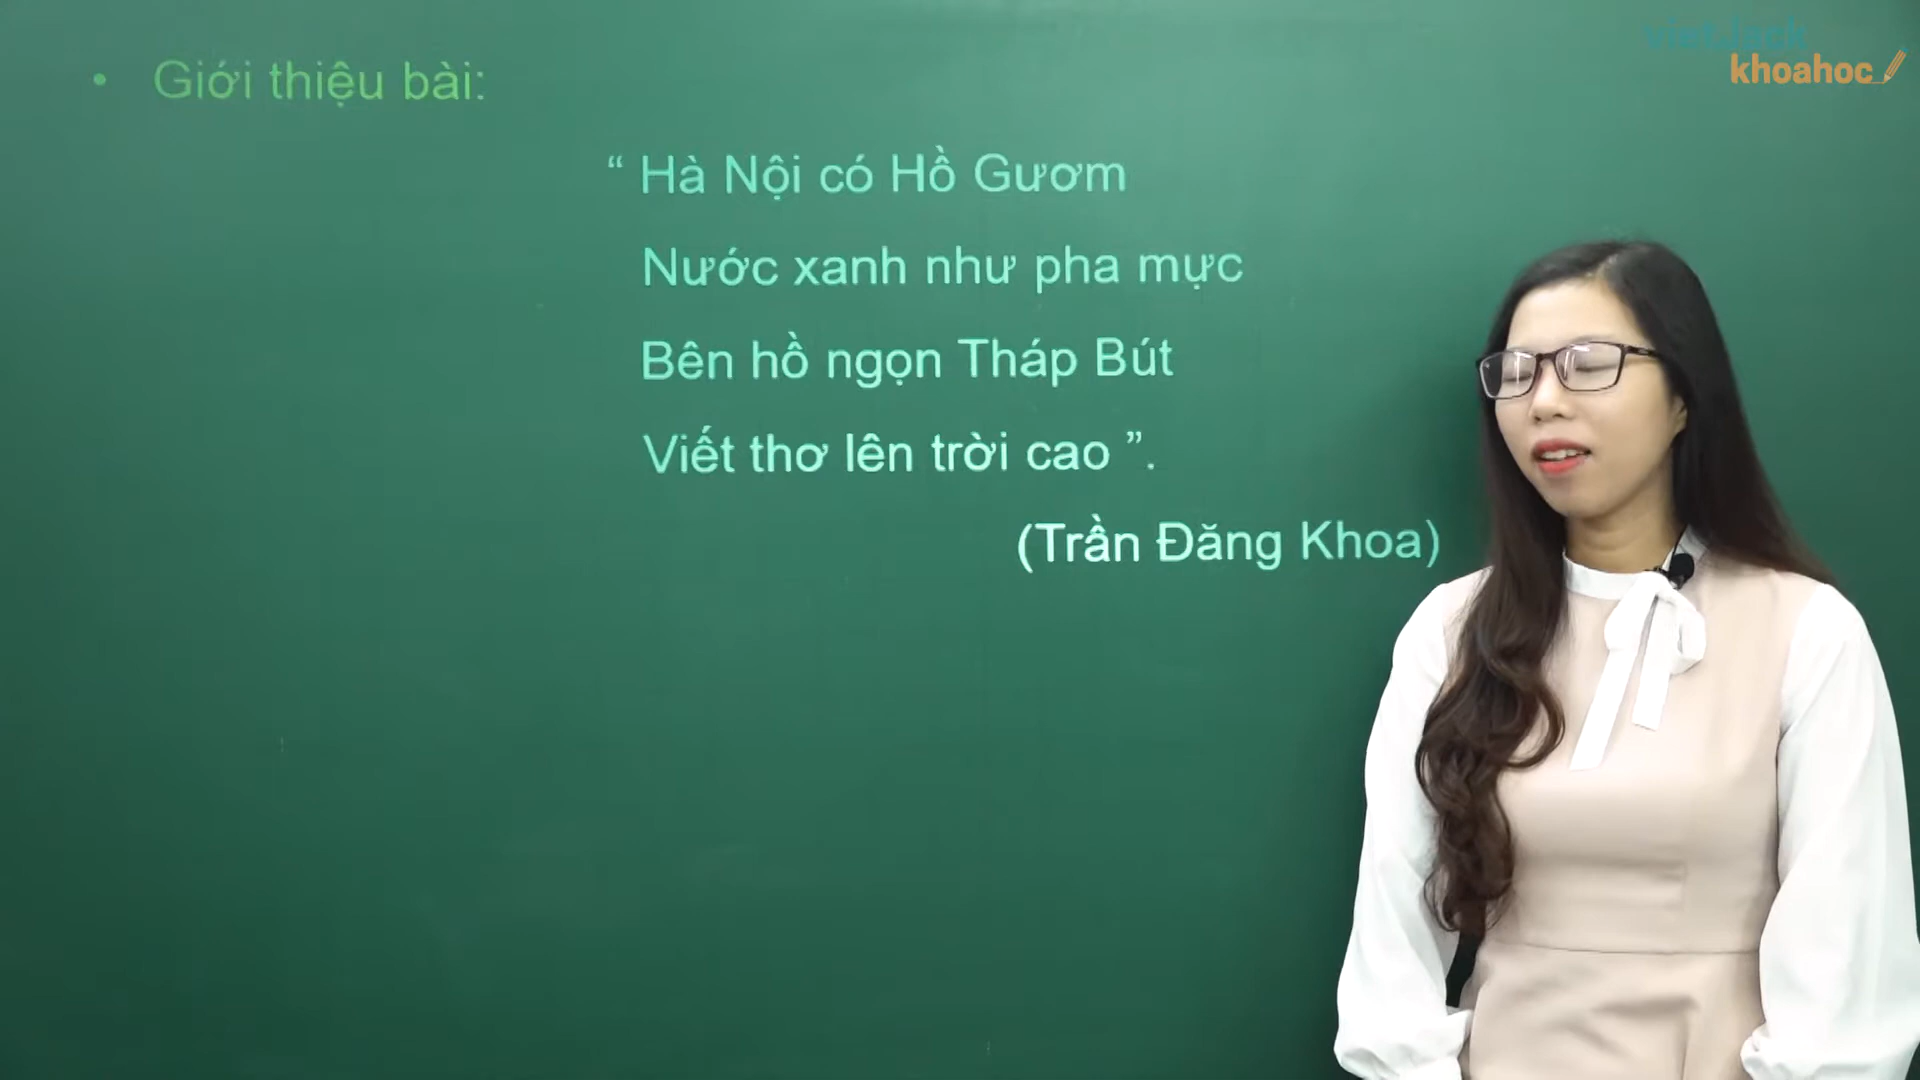 vietJack
khoahoc
• Giới thiệu bài:
“ Hà Nội có Hồ Gươm
Nước xanh như pha mực
Bên hồ ngọn Tháp Bút
Viết thơ lên trời cao ”.
(Trần Đăng Khoa)